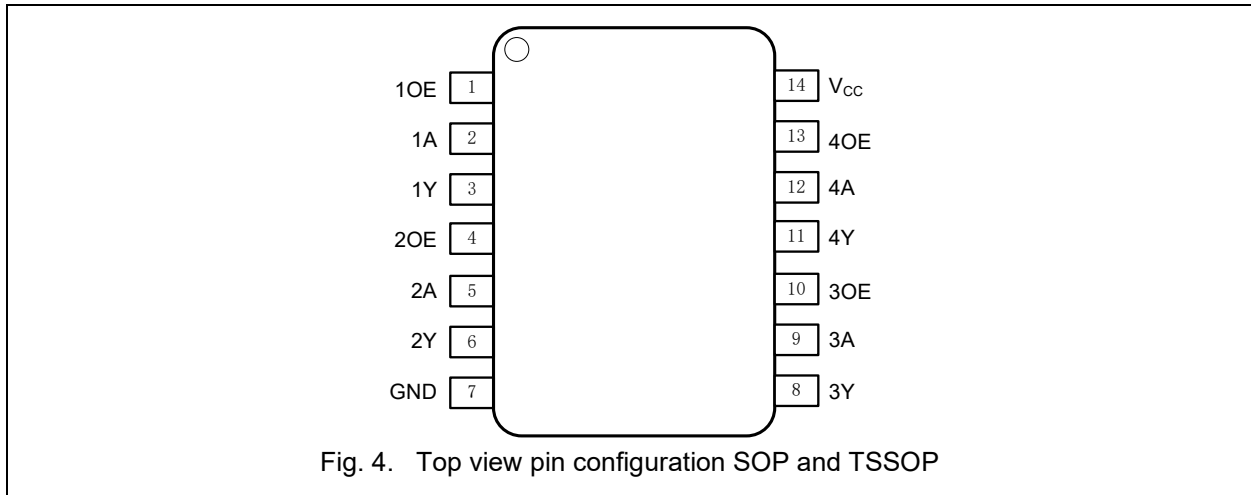 1OE 1 14 VCC
1A 2 13 4OE
1Y 3 12 4A
2OE 4 11 4Y
2A 5 10 3OE
2Y 6 9 3A
GND 7 8 3Y
Fig. 4. Top view pin configuration SOP and TSSOP